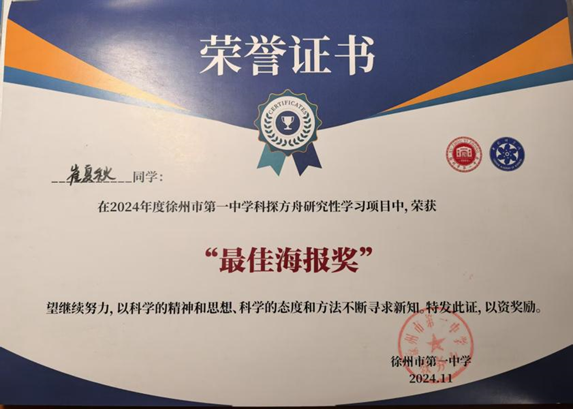 荣誉证书
CERTIFICATE
崔夏秋同学：
在2024年度徐州市第一中学科探方舟研究性学习项目中，荣获
“最佳海报奖”
望继续努力，以科学的精神和思想、科学的态度和方法不断寻求新知。特发此证，以资奖励。
徐州市第一中学
2024.11